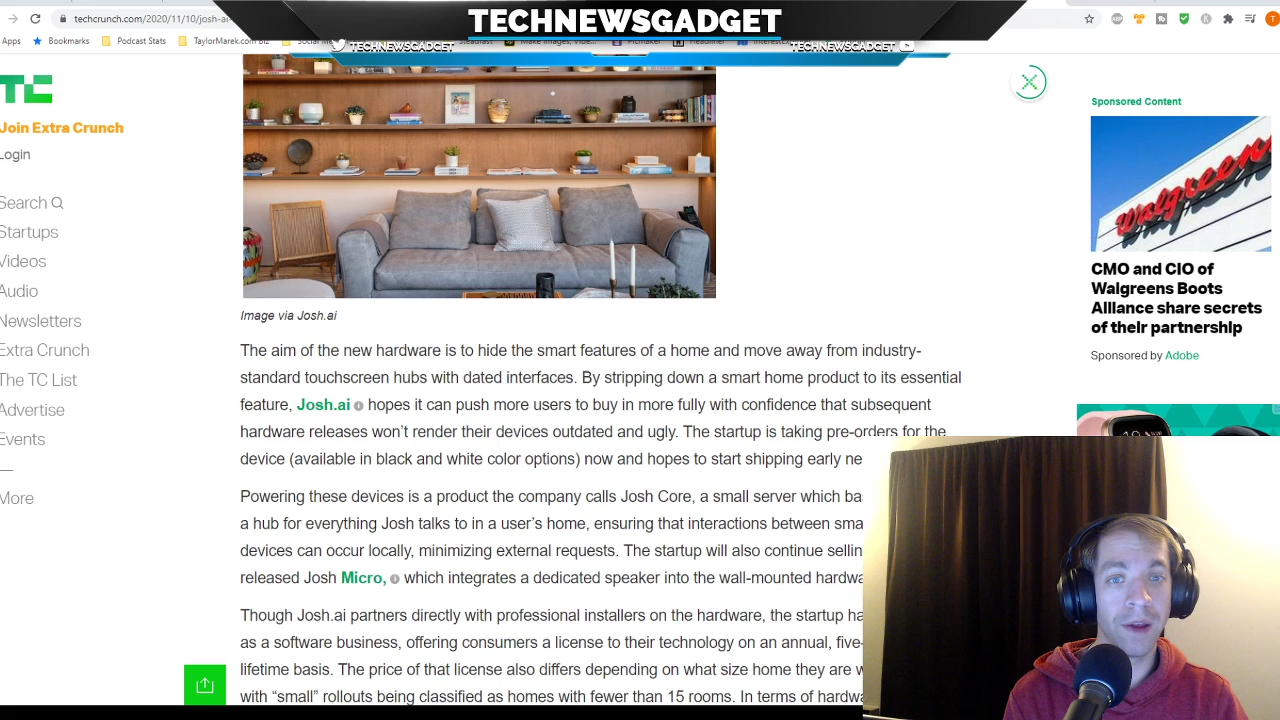 techcrunch.com/2020/11/10/josh-ai-
TECHNEWSGADGET
Apps
Bookmarks
Podcast Stats
TaylorMarek.com Biz
TECHNEWSGADGET
TECHNEWSGADGET
TC
Join Extra Crunch
Login
Search
Startups
Videos
Audio
Newsletters
Extra Crunch
The TC List
Advertise
Events
More
Image via Josh.ai
The aim of the new hardware is to hide the smart features of a home and move away from industry-
standard touchscreen hubs with dated interfaces. By stripping down a smart home product to its essential
feature, Josh.ai hopes it can push more users to buy in more fully with confidence that subsequent
hardware releases won't render their devices outdated and ugly. The startup is taking pre-orders for the
device (available in black and white color options) now and hopes to start shipping early ne
Powering these devices is a product the company calls Josh Core, a small server which ba
a hub for everything Josh talks to in a user's home, ensuring that interactions between sma
devices can occur locally, minimizing external requests. The startup will also continue sellin
released Josh Micro, which integrates a dedicated speaker into the wall-mounted hardwa
Though Josh.ai partners directly with professional installers on the hardware, the startup ha
as a software business, offering consumers a license to their technology on an annual, five-
lifetime basis. The price of that license also differs depending on what size home they are w
with "small" rollouts being classified as homes with fewer than 15 rooms. In terms of hardwa
Sponsored Content
Walgreens
CMO and CIO of
Walgreens Boots
Alliance share secrets
of their partnership
Sponsored by Adobe